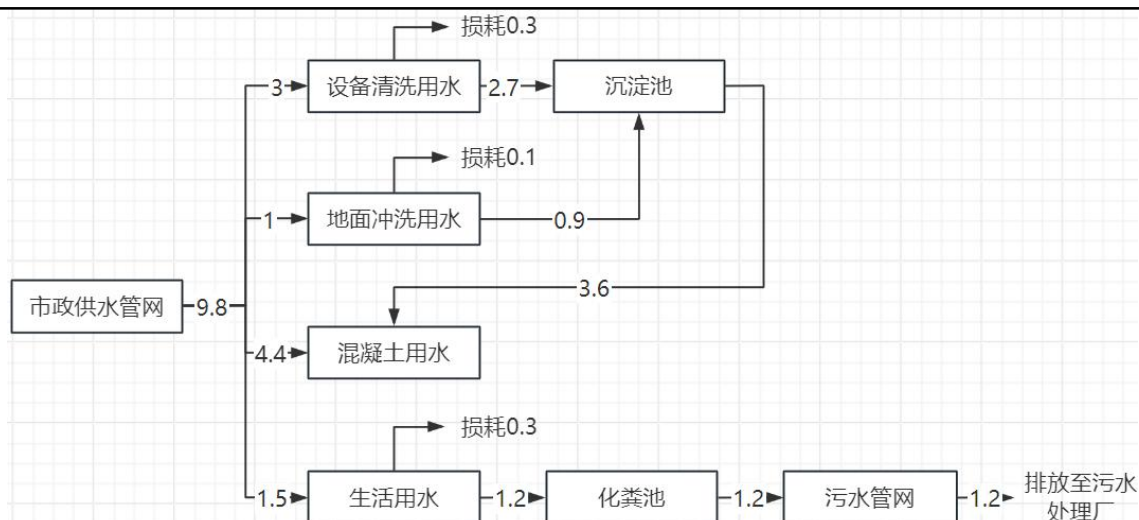 损耗0.3
3
设备清洗用水
2.7
沉淀池
损耗0.1
1
地面冲洗用水
0.9
3.6
市政供水管网
9.8
4.4
混凝土用水
损耗0.3
1.5
生活用水
1.2
化粪池
1.2
污水管网
1.2
排放至污水
处理厂